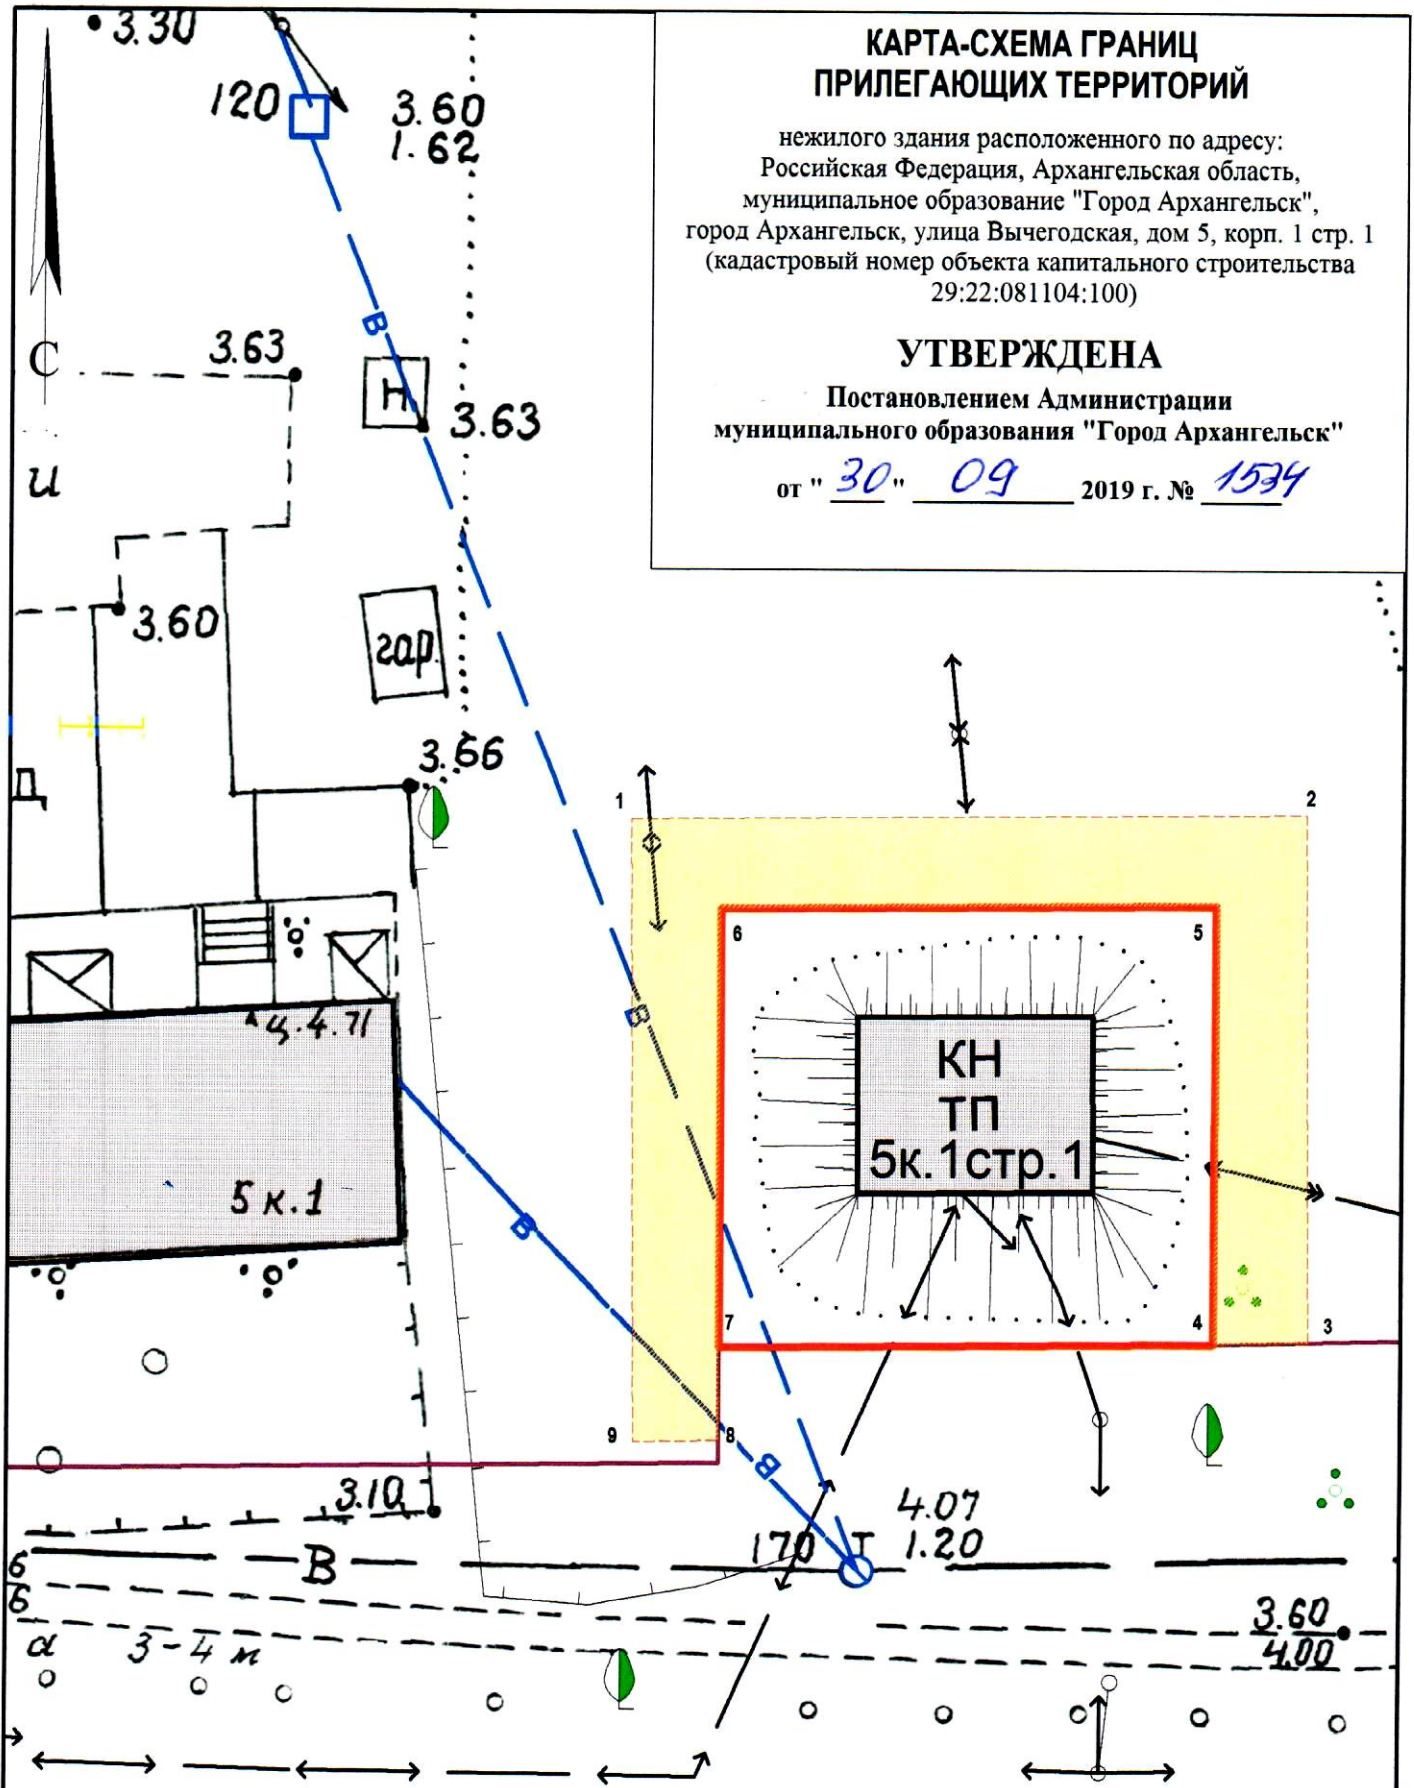 КАРТА-СХЕМА ГРАНИЦ
ПРИЛЕГАЮЩИХ ТЕРРИТОРИЙ
нежилого здания расположенного по адресу:
Российская Федерация, Архангельская область,
муниципальное образование "Город Архангельск",
город Архангельск, улица Вычегодская, дом 5, корп. 1 стр. 1
(кадастровый номер объекта капитального строительства
29:22:081104:100)
УТВЕРЖДЕНА
Постановлением Администрации
муниципального образования "Город Архангельск"
от " 30 " 09 2019 г. № 1534
3.30
120
3.60
1.62
В
С
3.63
Н
3.63
и
3.60
гар.
3.66
Д
1
2
6
5
В
ц.4.71
КН
ТП
5к.1стр.1
5 к.1
В
7
4
3
9
8
В
3.10
4.07
170 Т 1.20
В
б
б
3.60
4.00
а
3-4 м